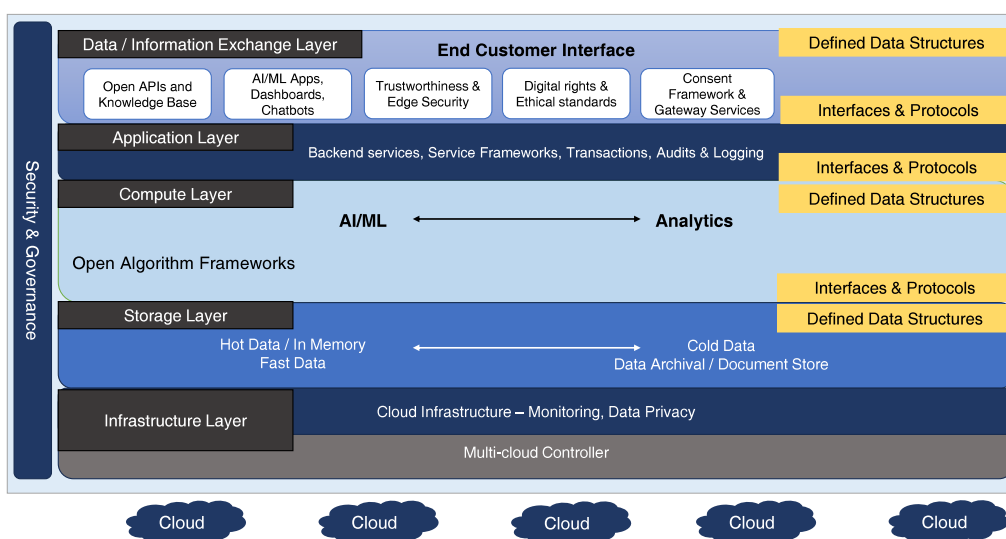 Security & Governance
Data / Information Exchange Layer
End Customer Interface
Defined Data Structures
Open APIs and
Knowledge Base
AI/ML Apps,
Dashboards,
Chatbots
Trustworthiness &
Edge Security
Digital rights &
Ethical standards
Consent
Framework &
Gateway Services
Interfaces & Protocols
Application Layer
Backend services, Service Frameworks, Transactions, Audits & Logging
Interfaces & Protocols
Compute Layer
Defined Data Structures
AI/ML
Analytics
Open Algorithm Frameworks
Interfaces & Protocols
Storage Layer
Defined Data Structures
Hot Data / In Memory
Fast Data
Cold Data
Data Archival / Document Store
Infrastructure Layer
Cloud Infrastructure – Monitoring, Data Privacy
Multi-cloud Controller
Cloud
Cloud
Cloud
Cloud
Cloud